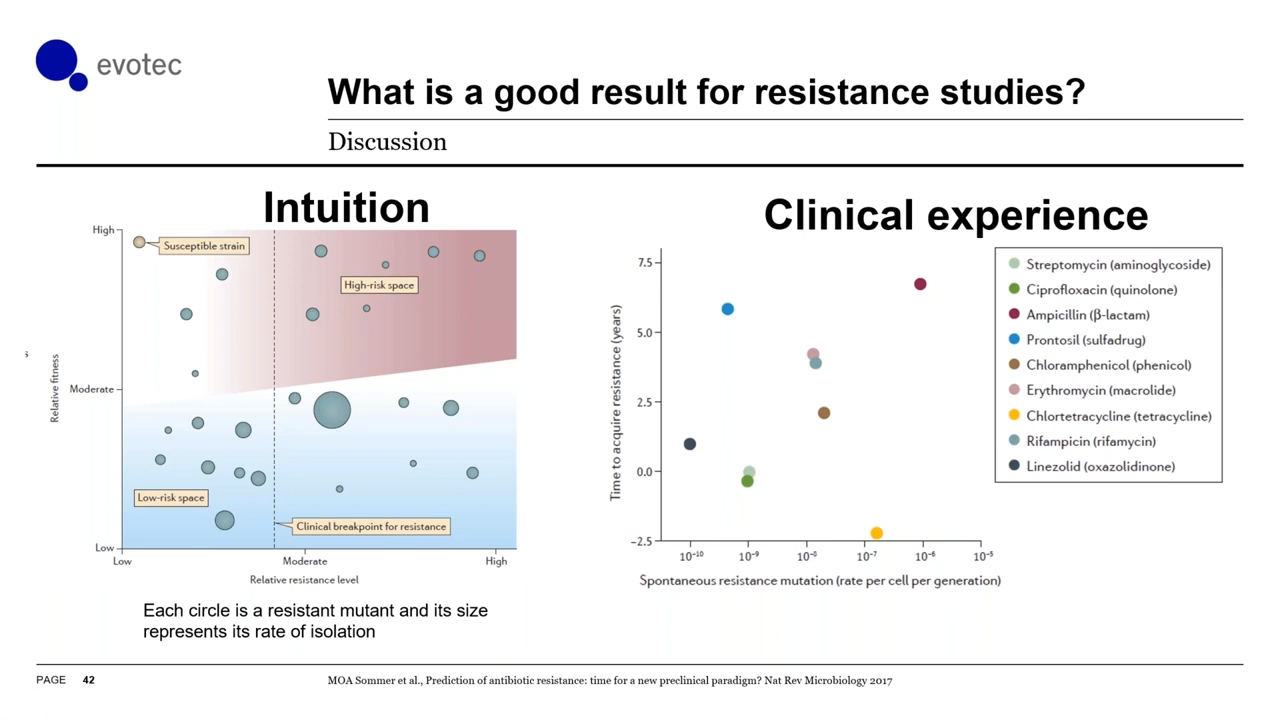 evotec
What is a good result for resistance studies?
Discussion
Intuition
High
Susceptible strain
High-risk space
Relative fitness
Moderate
Low-risk space
Clinical breakpoint for resistance
Low
Low
Moderate
High
Relative resistance level
Each circle is a resistant mutant and its size
represents its rate of isolation
s
Clinical experience
Time to acquire resistance (years)
7.5
5.0
2.5
0.0
−2.5
10⁻¹⁰
10⁻⁹
10⁻⁸
10⁻⁷
10⁻⁶
10⁻⁵
Spontaneous resistance mutation (rate per cell per generation)
Streptomycin (aminoglycoside)
Ciprofloxacin (quinolone)
Ampicillin (β-lactam)
Prontosil (sulfadrug)
Chloramphenicol (phenicol)
Erythromycin (macrolide)
Chlortetracycline (tetracycline)
Rifampicin (rifamycin)
Linezolid (oxazolidinone)
PAGE 42
MOA Sommer et al., Prediction of antibiotic resistance: time for a new preclinical paradigm? Nat Rev Microbiology 2017